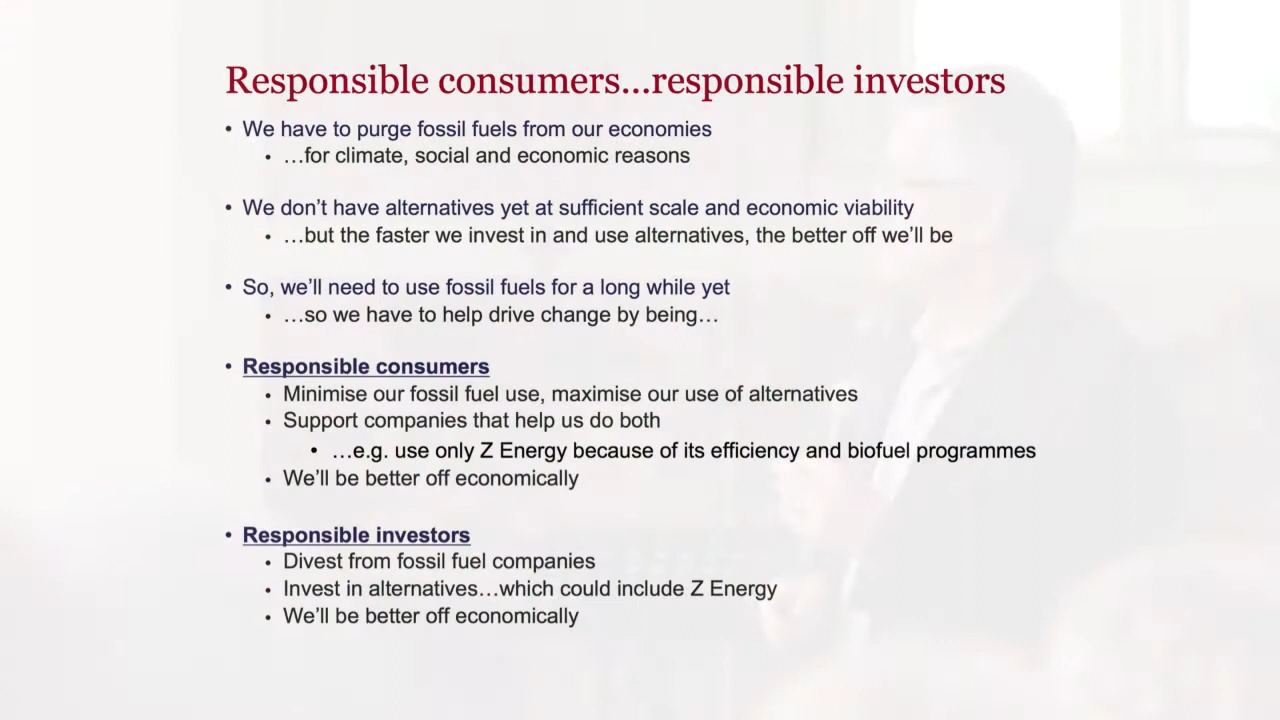 Responsible consumers...responsible investors
• We have to purge fossil fuels from our economies
• …for climate, social and economic reasons
• We don’t have alternatives yet at sufficient scale and economic viability
• …but the faster we invest in and use alternatives, the better off we’ll be
• So, we’ll need to use fossil fuels for a long while yet
• …so we have to help drive change by being…
• Responsible consumers
• Minimise our fossil fuel use, maximise our use of alternatives
• Support companies that help us do both
• …e.g. use only Z Energy because of its efficiency and biofuel programmes
• We’ll be better off economically
• Responsible investors
• Divest from fossil fuel companies
• Invest in alternatives…which could include Z Energy
• We’ll be better off economically